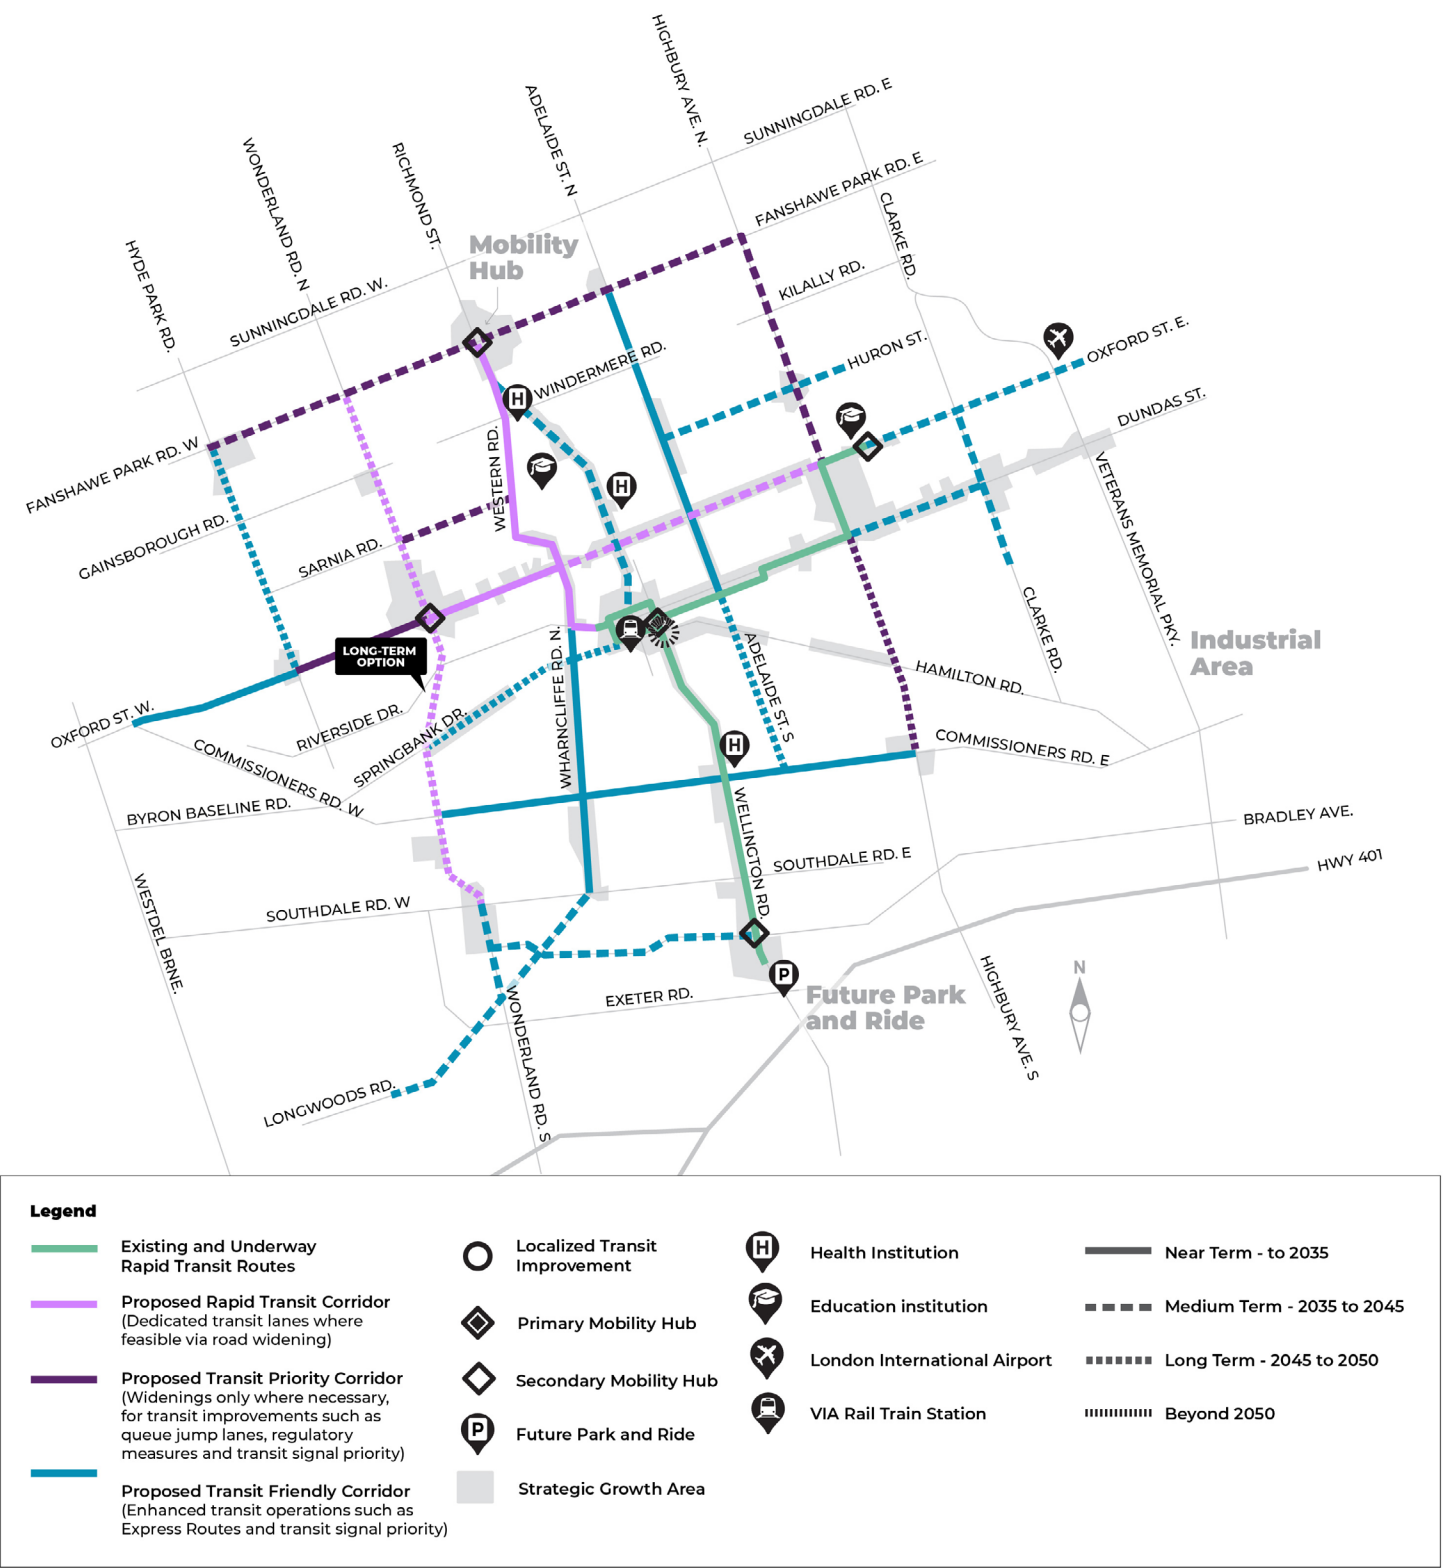 HIGHBURY AVE. N.
SUNNINGDALE RD. E
ADELAIDE ST. N
WONDERLAND RD. N
RICHMOND ST.
FANSHAWE PARK RD. E
CLARKE RD.
Mobility
Hub
HYDE PARK RD.
SUNNINGDALE RD. W.
KILALLY RD.
HURON ST.
OXFORD ST. E.
WINDERMERE RD.
H
DUNDAS ST.
FANSHAWE PARK RD. W
WESTERN RD.
H
VETERANS MEMORIAL PKY.
GAINSBOROUGH RD.
SARNIA RD.
CLARKE RD.
LONG-TERM
OPTION
WHARNCLIFFE RD. N.
ADELAIDE ST. S
HAMILTON RD.
Industrial
Area
OXFORD ST. W.
RIVERSIDE DR.
SPRINGBANK DR.
H
COMMISSIONERS RD. E
COMMISSIONERS RD. W
BYRON BASELINE RD.
WELLINGTON RD.
BRADLEY AVE.
SOUTHDALE RD. E
HWY 401
WESTDEL BRNE.
SOUTHDALE RD. W
P
EXETER RD.
Future Park
and Ride
HIGHBURY AVE. S
N
WONDERLAND RD. S
LONGWOODS RD.
Legend
Existing and Underway
Rapid Transit Routes
Proposed Rapid Transit Corridor
(Dedicated transit lanes where
feasible via road widening)
Proposed Transit Priority Corridor
(Widenings only where necessary,
for transit improvements such as
queue jump lanes, regulatory
measures and transit signal priority)
Proposed Transit Friendly Corridor
(Enhanced transit operations such as
Express Routes and transit signal priority)
Localized Transit
Improvement
Primary Mobility Hub
Secondary Mobility Hub
P
Future Park and Ride
Strategic Growth Area
H
Health Institution
Education institution
London International Airport
VIA Rail Train Station
Near Term - to 2035
Medium Term - 2035 to 2045
Long Term - 2045 to 2050
Beyond 2050